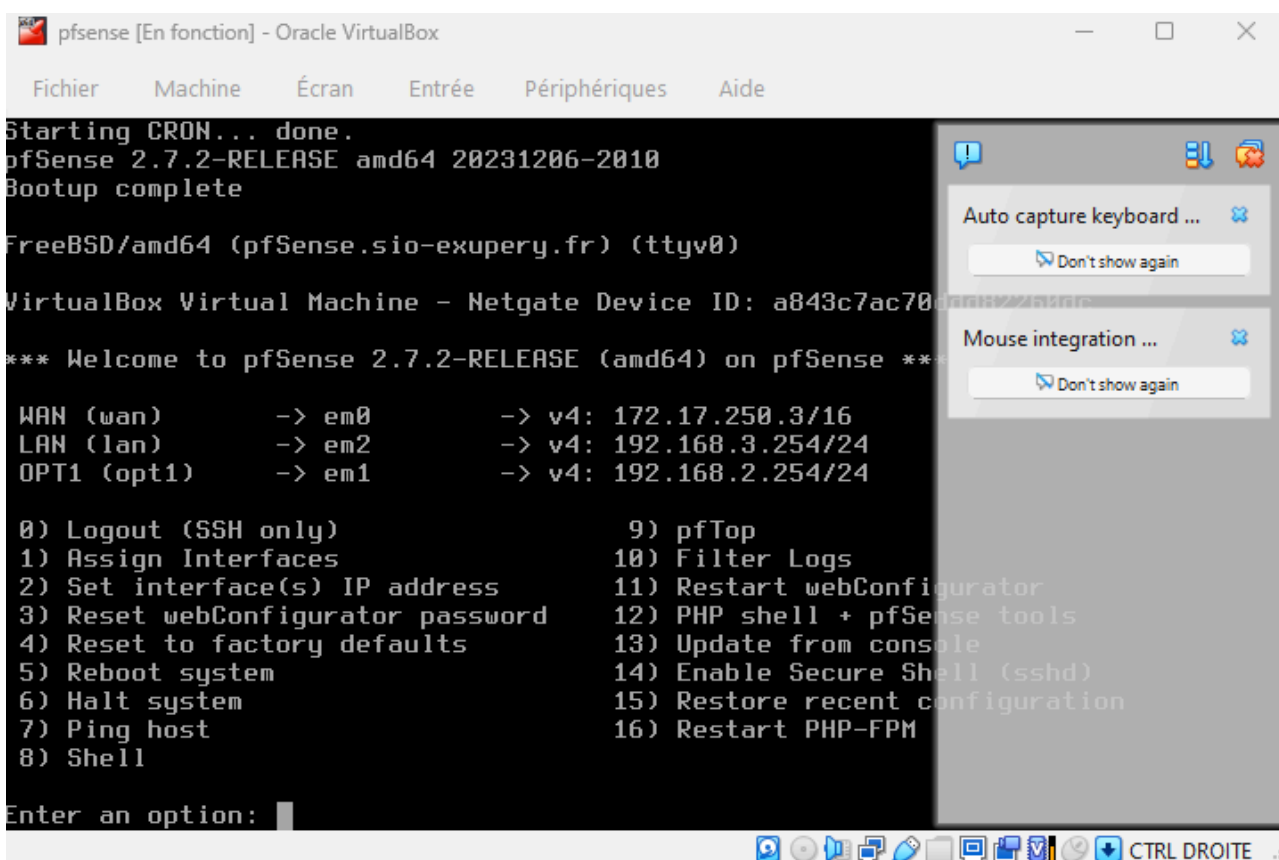 pfsense [En fonction] - Oracle VirtualBox
Fichier Machine Écran Entrée Périphériques Aide
Starting CRON... done.
pfSense 2.7.2-RELEASE amd64 20231206-2010
Bootup complete
FreeBSD/amd64 (pfSense.sio-exupery.fr) (ttyv0)
VirtualBox Virtual Machine - Netgate Device ID: a843c7ac70ddd82260dc
*** Welcome to pfSense 2.7.2-RELEASE (amd64) on pfSense ***
WAN (wan) -> em0 -> v4: 172.17.250.3/16
LAN (lan) -> em2 -> v4: 192.168.3.254/24
OPT1 (opt1) -> em1 -> v4: 192.168.2.254/24
0) Logout (SSH only) 9) pfTop
1) Assign Interfaces 10) Filter Logs
2) Set interface(s) IP address 11) Restart webConfigurator
3) Reset webConfigurator password 12) PHP shell + pfSense tools
4) Reset to factory defaults 13) Update from console
5) Reboot system 14) Enable Secure Shell (sshd)
6) Halt system 15) Restore recent configuration
7) Ping host 16) Restart PHP-FPM
8) Shell
Enter an option:
Auto capture keyboard ...
Don't show again
Mouse integration ...
Don't show again
CTRL DROITE